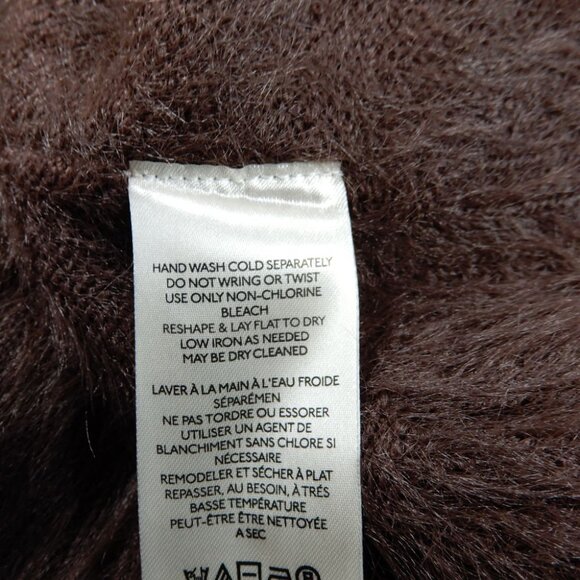 HAND WASH COLD SEPARATELY
DO NOT WRING OR TWIST
USE ONLY NON-CHLORINE
BLEACH
RESHAPE & LAY FLAT TO DRY
LOW IRON AS NEEDED
MAY BE DRY CLEANED
LAVER À LA MAIN À L'EAU FROIDE
SÉPARÉMEN
NE PAS TORDRE OU ESSORER
UTILISER UN AGENT DE
BLANCHIMENT SANS CHLORE SI
NÉCESSAIRE
REMODELER ET SÉCHER À PLAT
REPASSER, AU BESOIN, À TRÉS
BASSE TEMPÉRATURE
PEUT-ÊTRE ÊTRE NETTOYÉE
A SEC